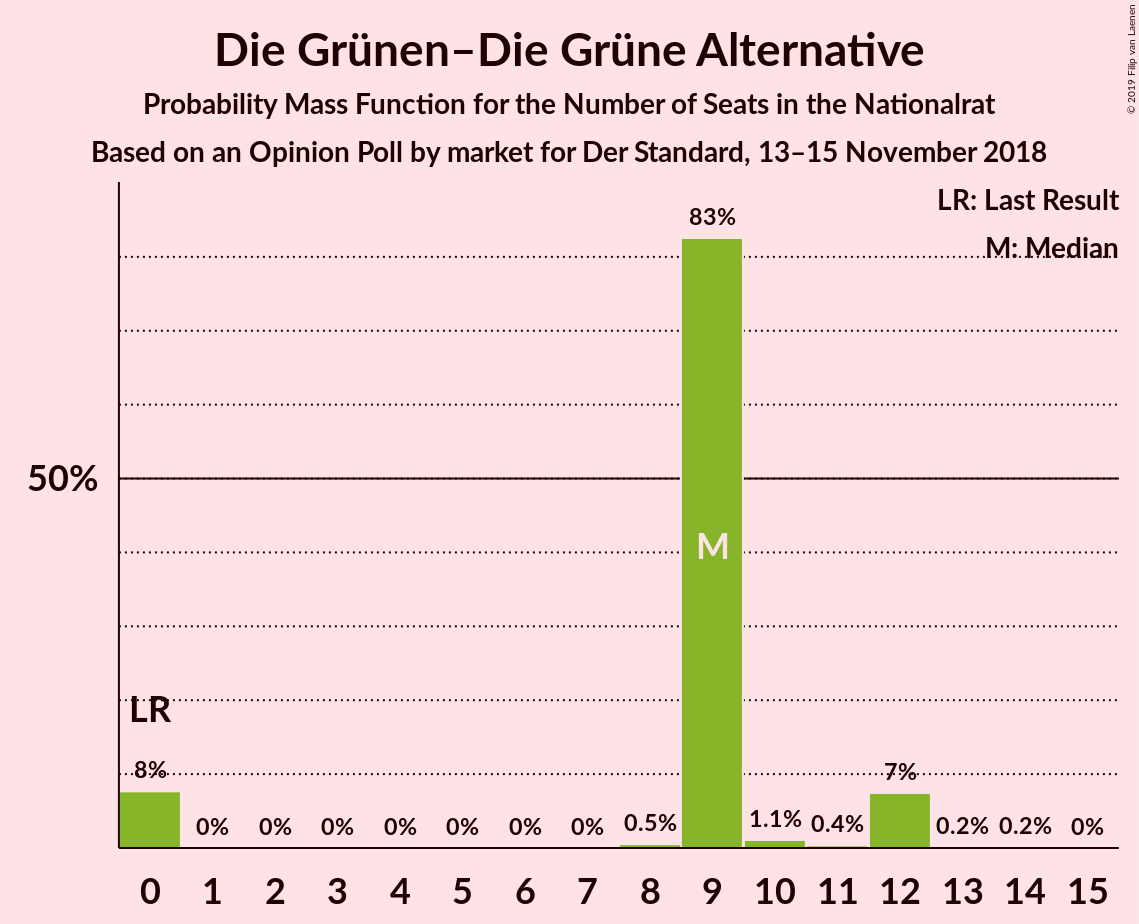 Die Grünen–Die Grüne Alternative
Probability Mass Function for the Number of Seats in the Nationalrat
Based on an Opinion Poll by market for Der Standard, 13–15 November 2018
© 2019 Filip van Laenen
LR: Last Result
M: Median
83%
50%
M
LR
8%
0%
0%
0%
0%
0%
0%
0%
0.5%
1.1%
0.4%
7%
0.2%
0.2%
0%
0 1 2 3 4 5 6 7 8 9 10 11 12 13 14 15